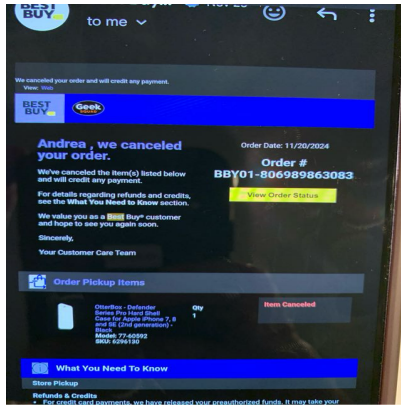 BEST
BUY
to me
We canceled your order and will credit any payment.
View: Web
BEST
BUY
Geek
SQUAD
Andrea , we canceled
your order.
We've canceled the item(s) listed below
and will credit any payment.
For details regarding refunds and credits,
see the What You Need to Know section.
We value you as a Best Buy® customer
and hope to see you again soon.
Sincerely,
Your Customer Care Team
Order Date: 11/20/2024
Order #
BBY01-806989863083
View Order Status
Order Pickup Items
OtterBox - Defender
Series Pro Hard Shell
Case for Apple iPhone 7, 8
and SE (2nd generation) -
Black
Model: 77-60592
SKU: 6296130
Qty
1
Item Canceled
What You Need To Know
Store Pickup
Refunds & Credits
• For credit card payments, we have released your preauthorized funds. It may take your